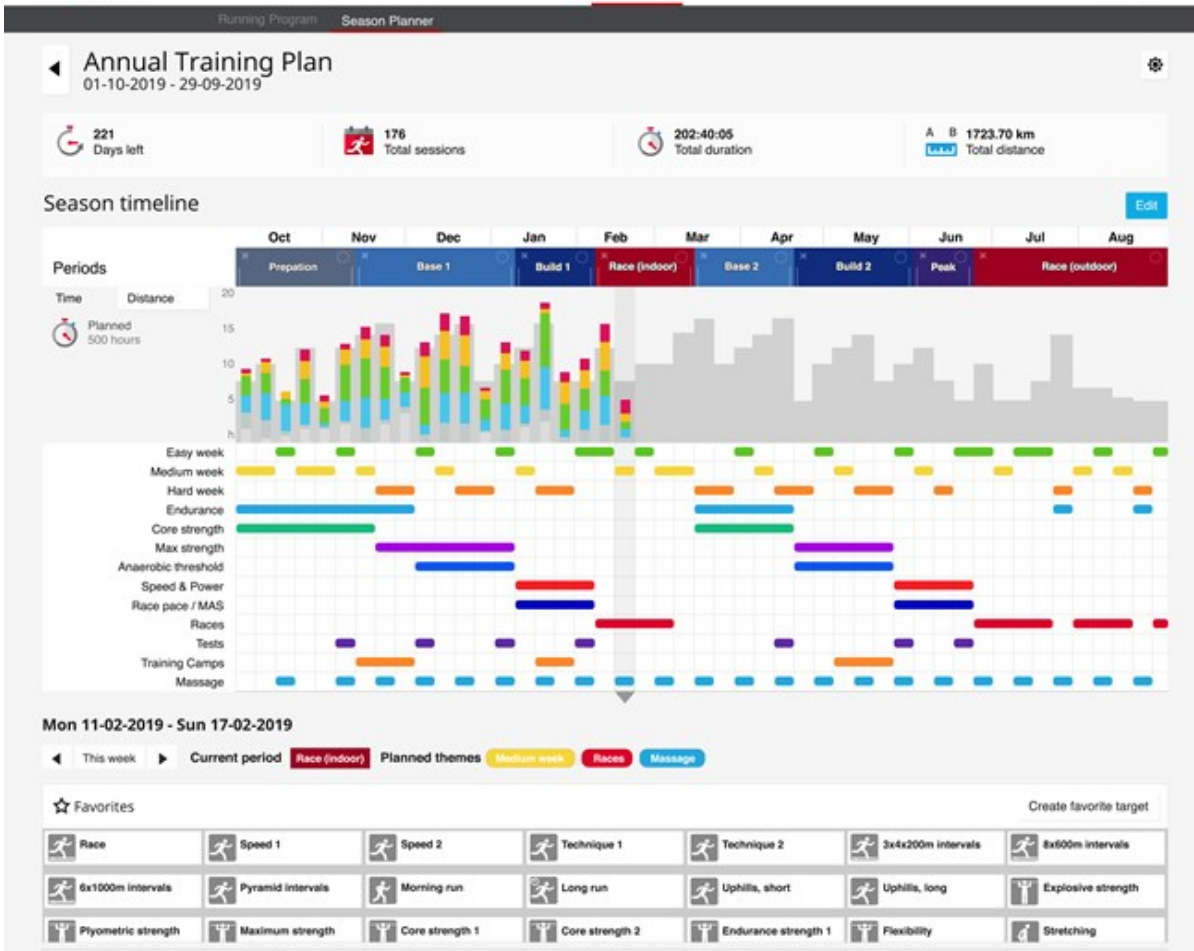 Running Program Season Planner
Annual Training Plan
01-10-2019 - 29-09-2019
221
Days left
176
Total sessions
202:40:05
Total duration
A B 1723.70 km
Total distance
Season timeline
Edit
Oct Nov Dec Jan Feb Mar Apr May Jun Jul Aug
Periods
Prepation Base 1 Build 1 Race (indoor) Base 2 Build 2 Peak Race (outdoor)
Time Distance
Planned
500 hours
20
15
10
5
h
Easy week
Medium week
Hard week
Endurance
Core strength
Max strength
Anaerobic threshold
Speed & Power
Race pace / MAS
Races
Tests
Training Camps
Massage
Mon 11-02-2019 - Sun 17-02-2019
This week Current period Race (indoor) Planned themes Medium week Races Massage
Favorites Create favorite target
Race Speed 1 Speed 2 Technique 1 Technique 2 3x4x200m intervals 8x600m intervals
6x1000m intervals Pyramid intervals Morning run Long run Uphills, short Uphills, long Explosive strength
Plyometric strength Maximum strength Core strength 1 Core strength 2 Endurance strength 1 Flexibility Stretching